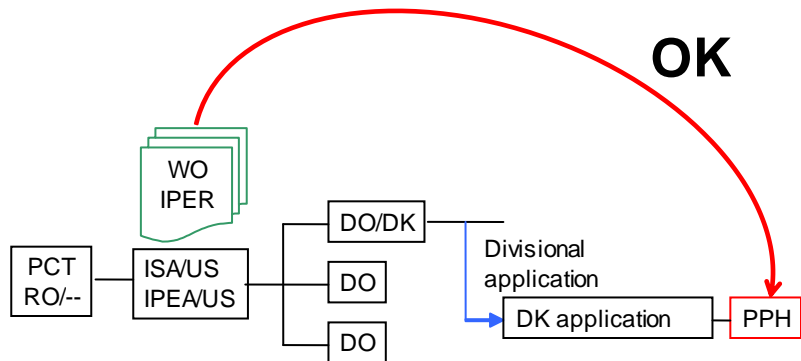 OK
WO
IPER
DO/DK
Divisional
application
PCT
RO/--
ISA/US
IPEA/US
DO
DK application
PPH
DO